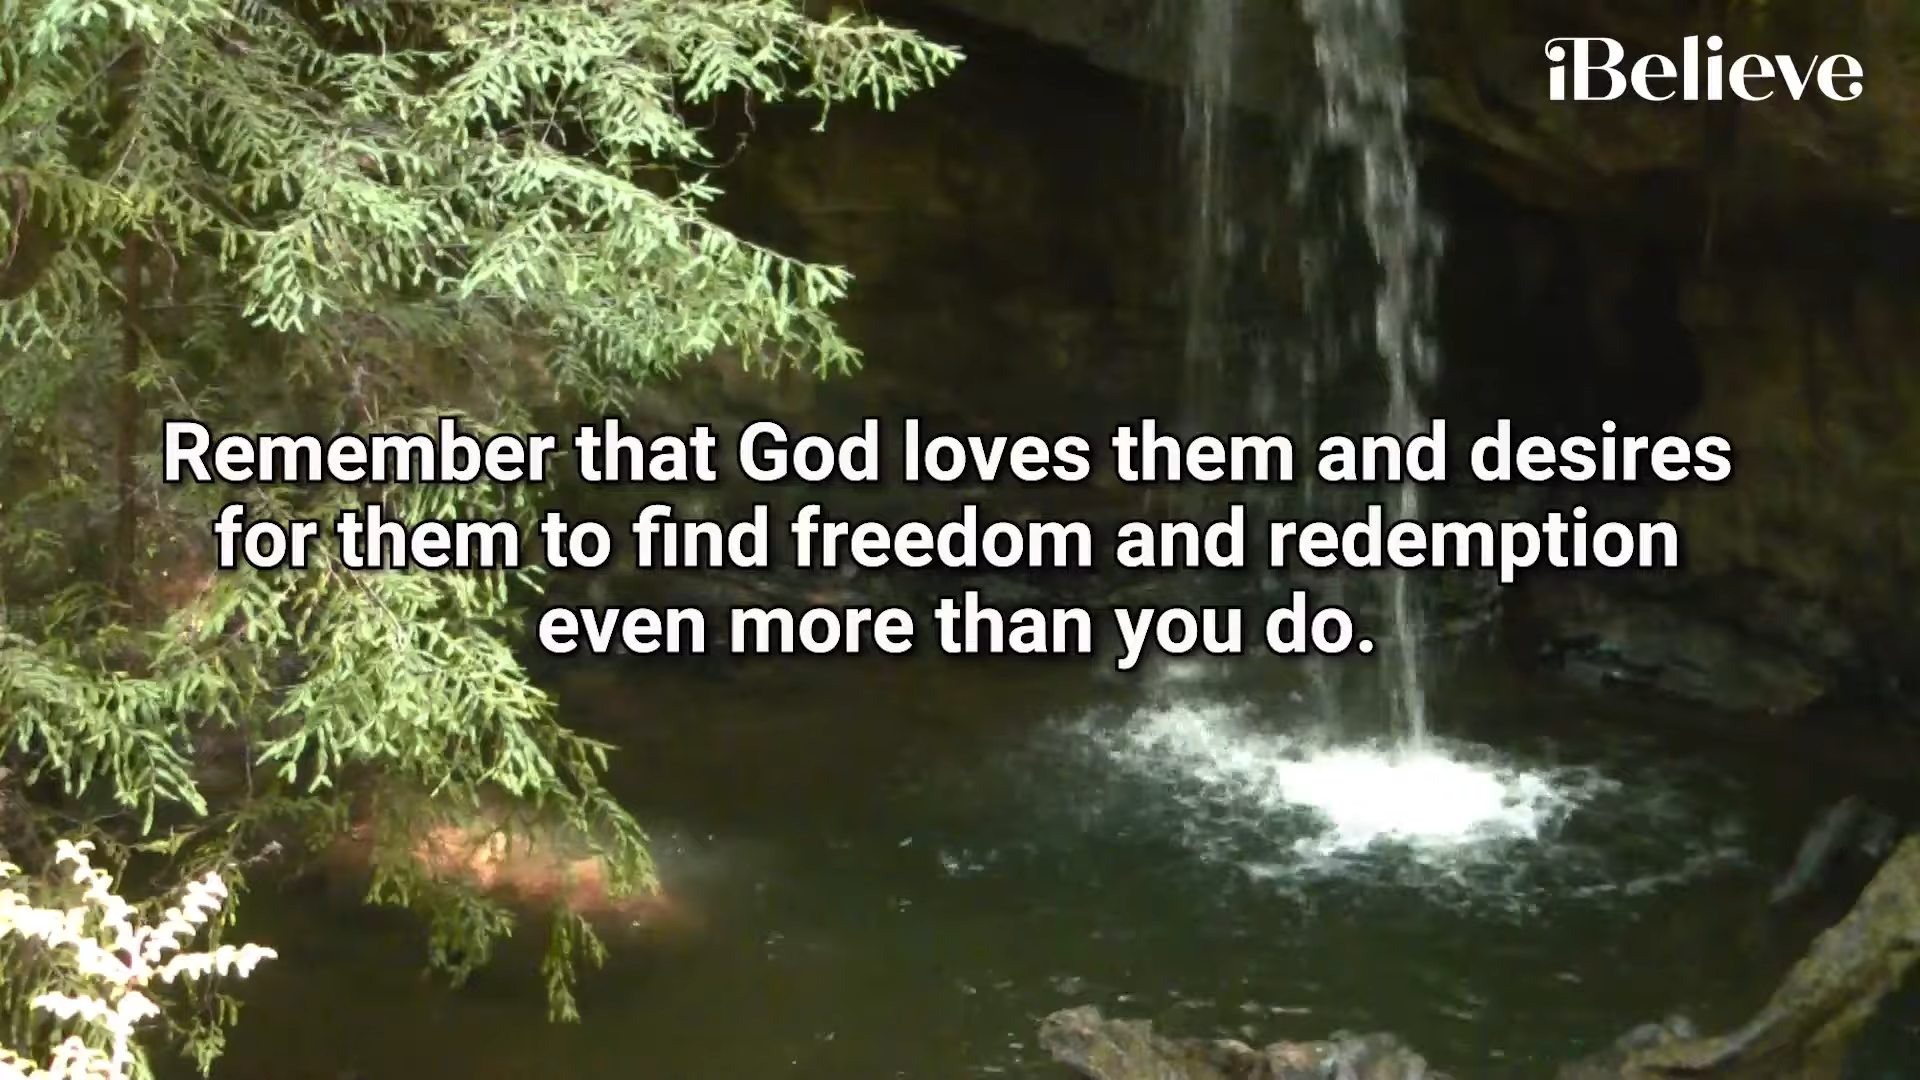 iBelieve
Remember that God loves them and desires
for them to find freedom and redemption
even more than you do.